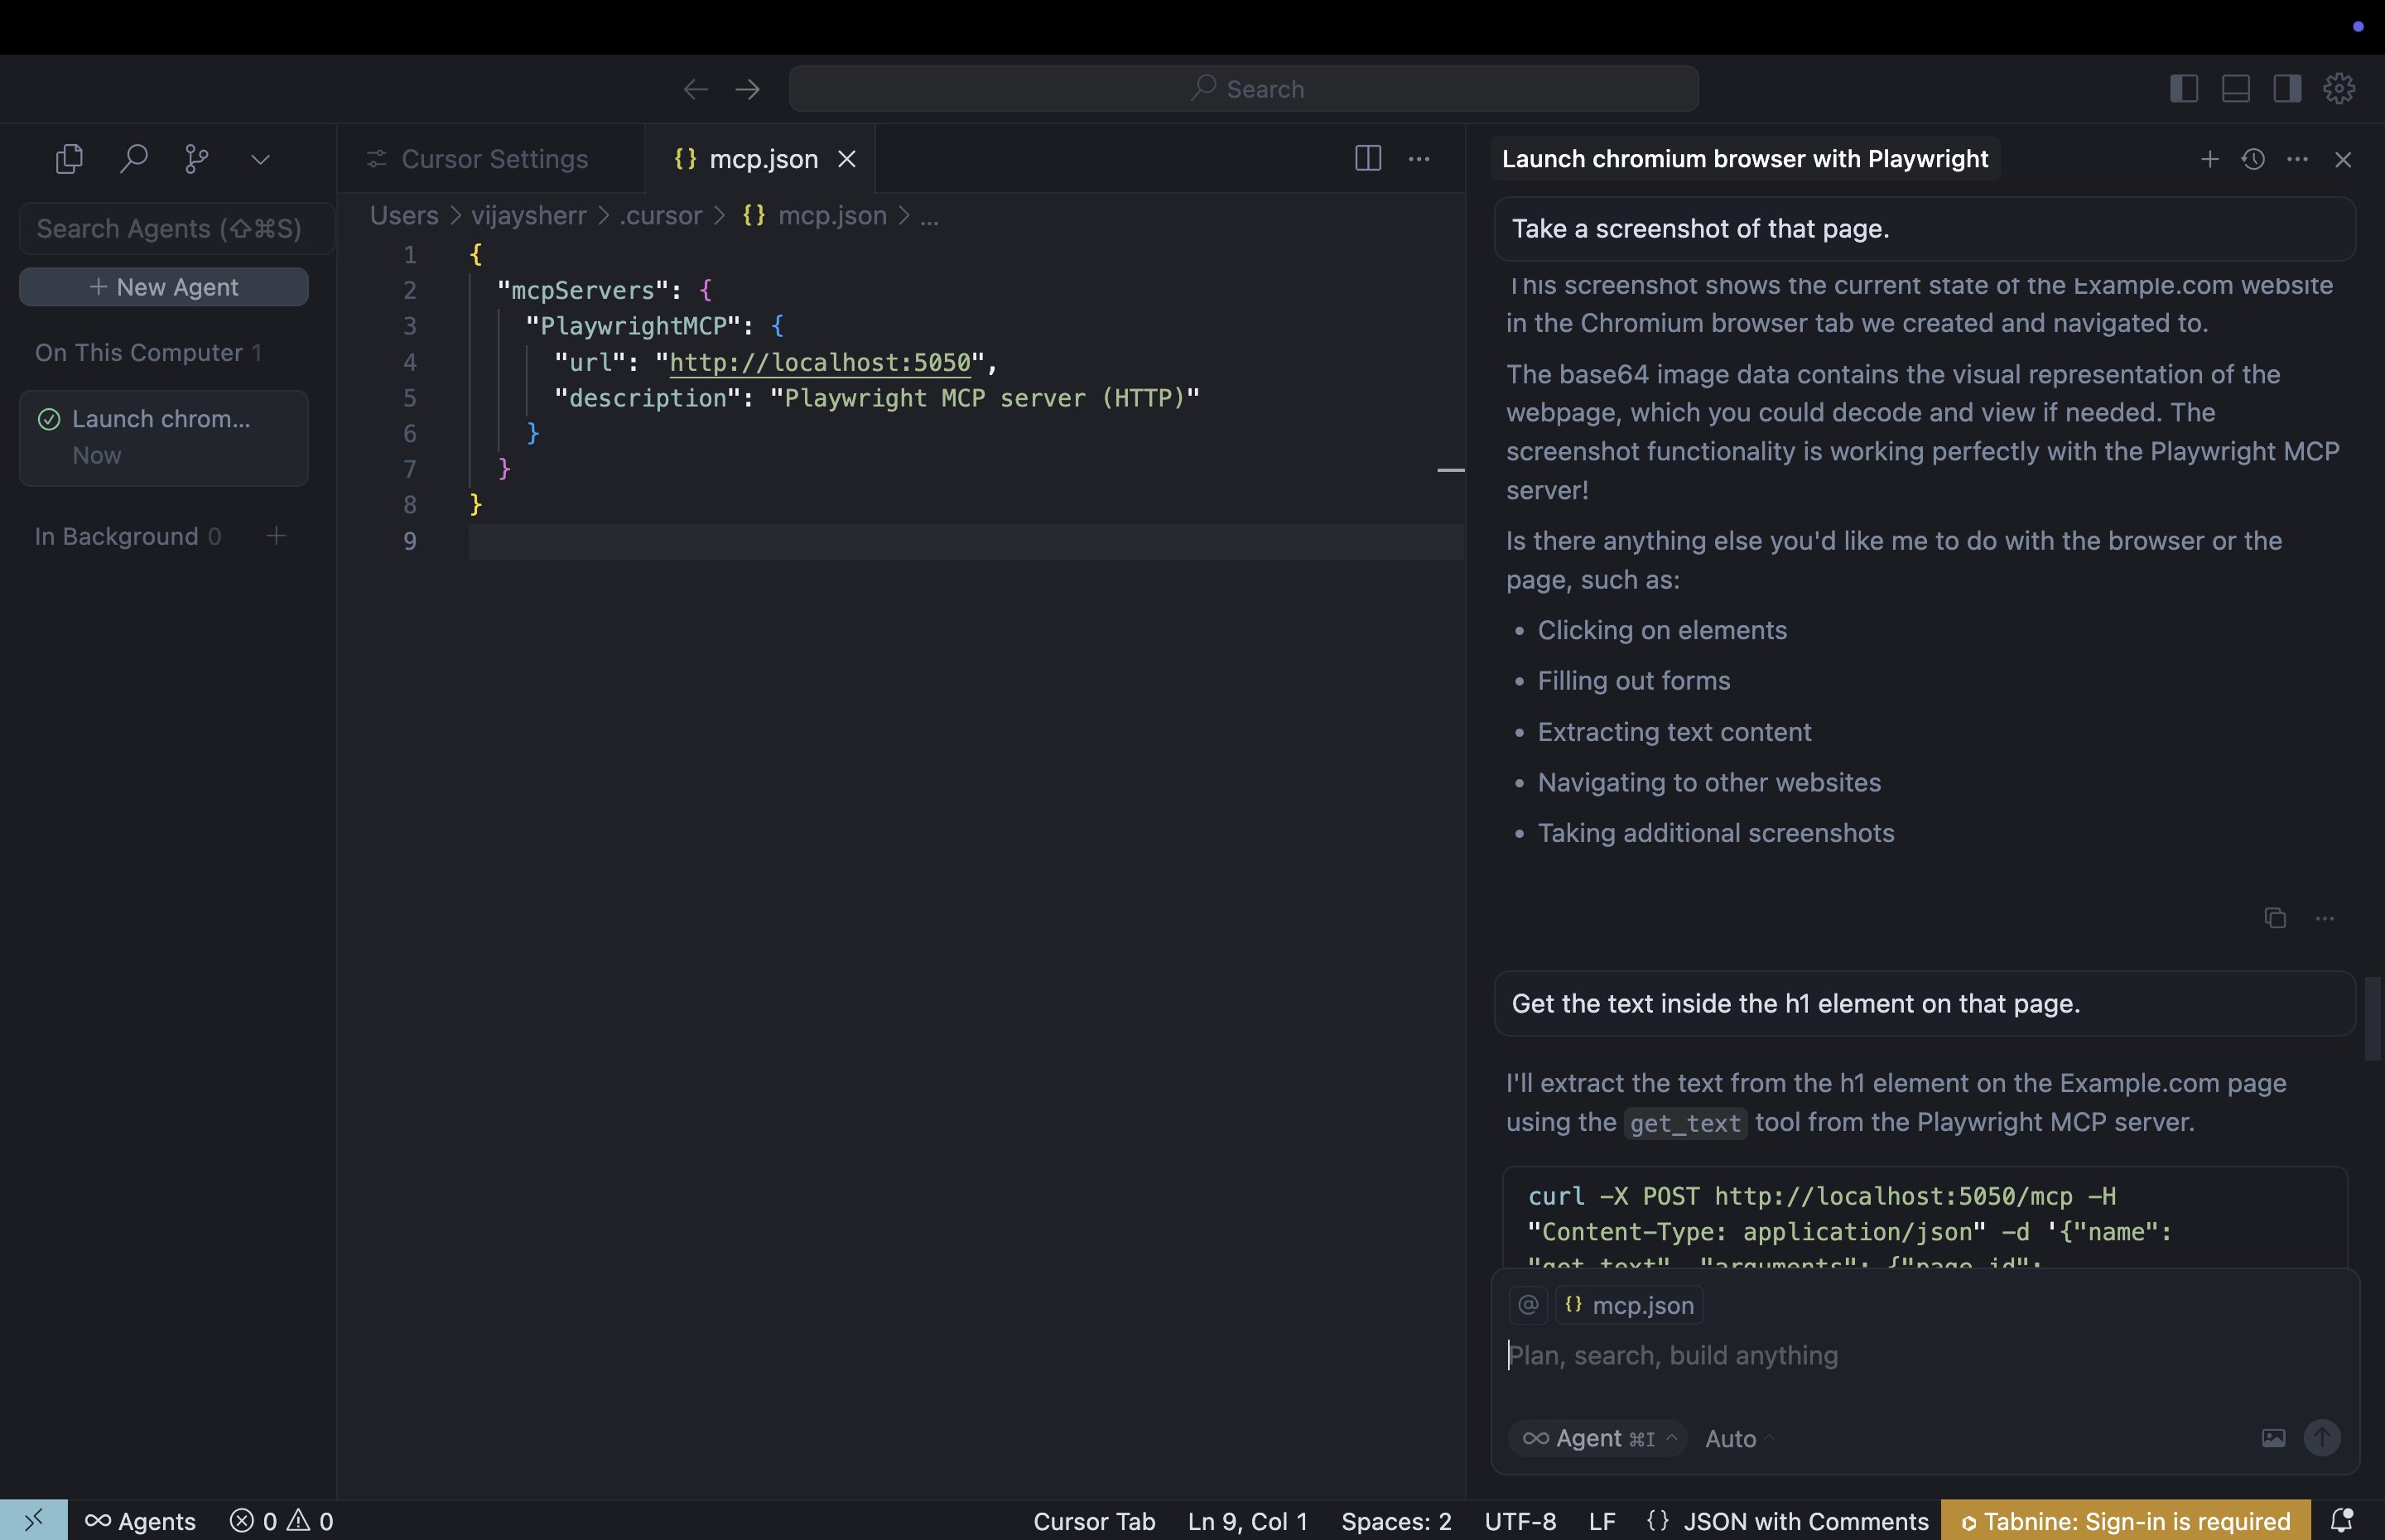 Search
Search Agents (⇧⌘S)
+ New Agent
On This Computer 1
Launch chrom...
Now
In Background 0 +
Cursor Settings
{} mcp.json
Users > vijaysherr > .cursor > {} mcp.json > ...
1 {
2 "mcpServers": {
3 "PlaywrightMCP": {
4 "url": "http://localhost:5050",
5 "description": "Playwright MCP server (HTTP)"
6 }
7 }
8 }
9
Launch chromium browser with Playwright
Take a screenshot of that page.
This screenshot shows the current state of the Example.com website
in the Chromium browser tab we created and navigated to.
The base64 image data contains the visual representation of the
webpage, which you could decode and view if needed. The
screenshot functionality is working perfectly with the Playwright MCP
server!
Is there anything else you'd like me to do with the browser or the
page, such as:
• Clicking on elements
• Filling out forms
• Extracting text content
• Navigating to other websites
• Taking additional screenshots
Get the text inside the h1 element on that page.
I'll extract the text from the h1 element on the Example.com page
using the get_text tool from the Playwright MCP server.
curl -X POST http://localhost:5050/mcp -H
"Content-Type: application/json" -d '{"name":
"get_text", "arguments": {"page_id":
@ {} mcp.json
Plan, search, build anything
∞ Agent ⌘I Auto
Agents 0 0
Cursor Tab Ln 9, Col 1 Spaces: 2 UTF-8 LF {} JSON with Comments Tabnine: Sign-in is required